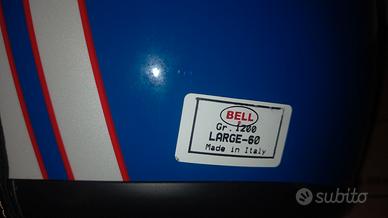 BELL
Gr. 1200
LARGE-60
Made in Italy
subito